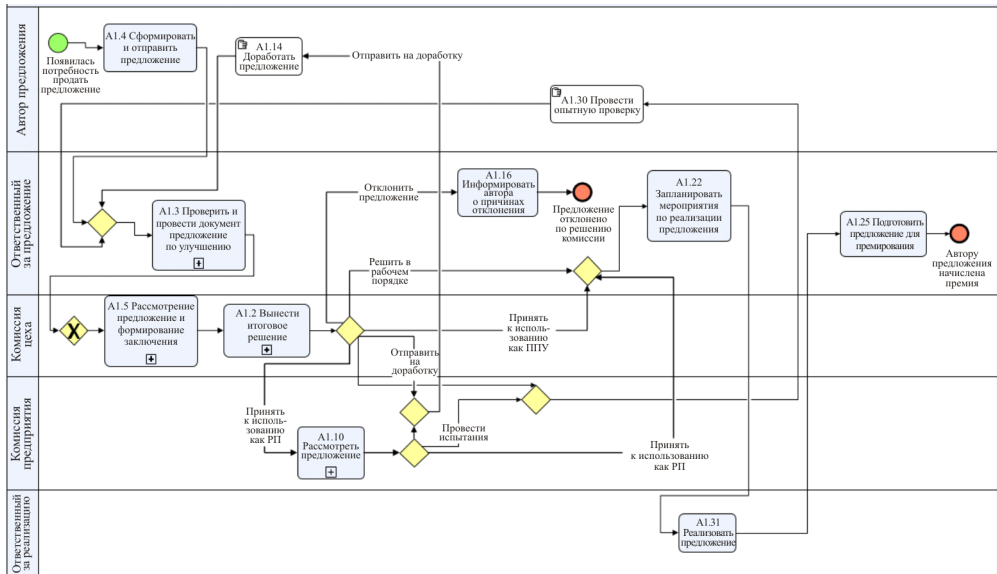 Автор предложения
A1.4 Сформировать
и отправить
предложение
Появилась
потребность
продать
предложение
A1.14
Доработать
предложение
Отправить на доработку
A1.30 Провести
опытную проверку
Ответственный
за предложение
A1.3 Проверить и
провести документ
предложение
по улучшению
Отклонить
предложение
A1.16
Информировать
автора
о причинах
отклонения
Предложение
отклонено
по решению
комиссии
A1.22
Запланировать
мероприятия
по реализации
предложения
A1.25 Подготовить
предложение для
премирования
Автору
предложения
начислена
премия
Решить в
рабочем
порядке
Комиссия
цеха
X
A1.5 Рассмотрение
предложение и
формирование
заключения
A1.2 Вынести
итоговое
решение
Принять
к исполь-
зованию
как ППУ
Отправить
на
доработку
Комиссия
предприятия
Принять
к исполь-
зованию
как РП
A1.10
Рассмотреть
предложение
Провести
испытания
Принять
к использованию
как РП
Ответственный
за реализацию
A1.31
Реализовать
предложение